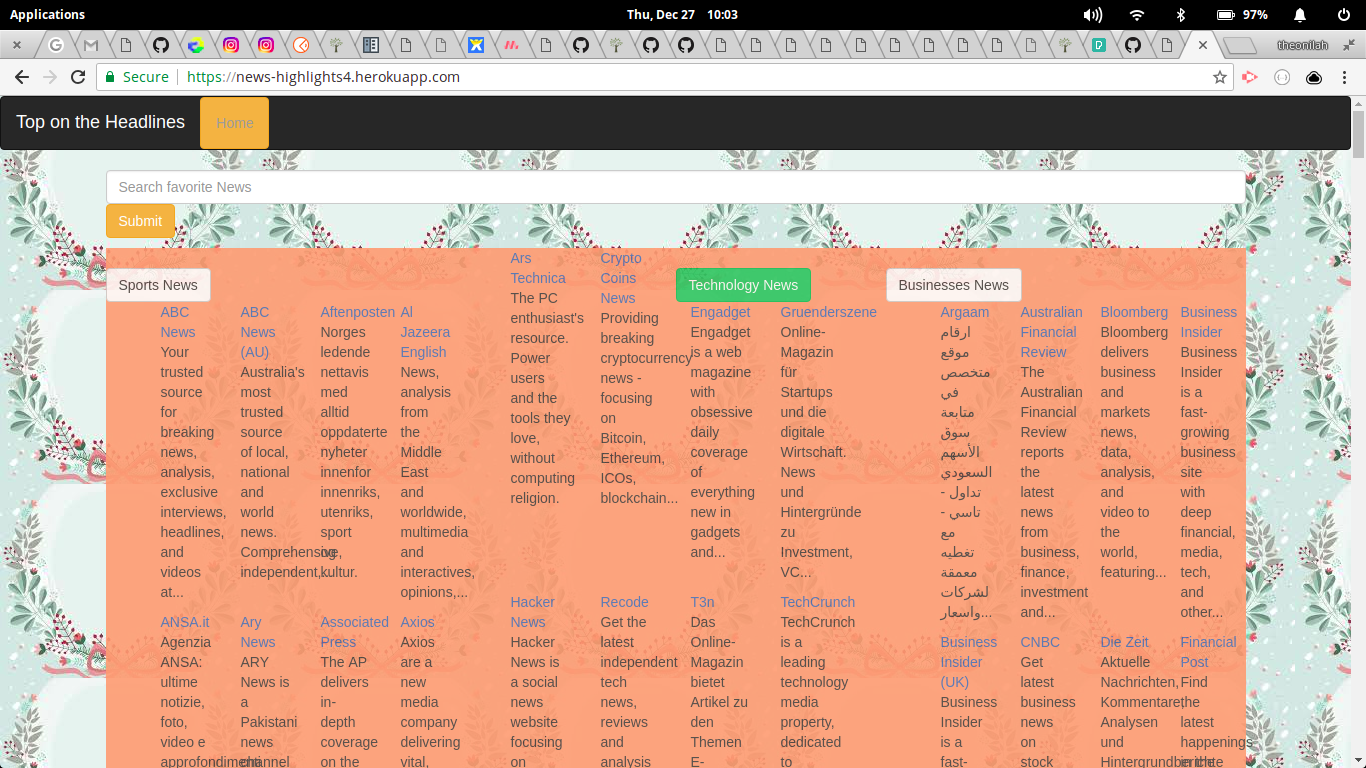 Applications
Thu, Dec 27 10:03
97%
theonilah
Secure
https://news-highlights4.herokuapp.com
Top on the Headlines
Home
Search favorite News
Submit
Sports News
ABC
News
Your
trusted
source
for
breaking
news,
analysis,
exclusive
interviews,
headlines,
and
videos
at...
ABC
News
(AU)
Australia's
most
trusted
source
of local,
national
and
world
news.
Comprehensive,
independent,...
Aftenposten
Norges
ledende
nettavis
med
alltid
oppdaterte
nyheter
innenfor
innenriks,
utenriks,
sport
og
kultur.
Al
Jazeera
English
News,
analysis
from
the
Middle
East
and
worldwide,
multimedia
and
interactives,
opinions,...
ANSA.it
Agenzia
ANSA:
ultime
notizie,
foto,
video e
approfondimenti
Ary
News
ARY
News is
a
Pakistani
news
channel
Associated
Press
The AP
delivers
in-
depth
coverage
on the
Axios
Axios
are a
new
media
company
delivering
vital,
Ars
Technica
The PC
enthusiast's
resource.
Power
users
and the
tools they
love,
without
computing
religion.
Crypto
Coins
News
Providing
breaking
cryptocurrency
news -
focusing
on
Bitcoin,
Ethereum,
ICOs,
blockchain...
Technology News
Engadget
Engadget
is a web
magazine
with
obsessive
daily
coverage
of
everything
new in
gadgets
and...
Gruenderszene
Online-
Magazin
für
Startups
und die
digitale
Wirtschaft.
News
und
Hintergründe
zu
Investment,
VC...
Hacker
News
Hacker
News is
a social
news
website
focusing
on
Recode
Get the
latest
independent
tech
news,
reviews
and
analysis
T3n
Das
Online-
Magazin
bietet
Artikel zu
den
Themen
E-
TechCrunch
TechCrunch
is a
leading
technology
media
property,
dedicated
to
Businesses News
Argaam
ارقام
موقع
متخصص
في
متابعة
سوق
الأسهم
السعودي
تداول -
تاسي -
مع
تغطيه
معمقة
لشركات
واسعار...
Australian
Financial
Review
The
Australian
Financial
Review
reports
the
latest
news
from
business,
finance,
investment
and...
Bloomberg
Bloomberg
delivers
business
and
markets
news,
data,
analysis,
and
video to
the
world,
featuring...
Business
Insider
Business
Insider
is a
fast-
growing
business
site
with
deep
financial,
media,
tech,
and
other...
Business
Insider
(UK)
Business
Insider
is a
fast-
CNBC
Get
latest
business
news
on
stock
Die Zeit
Aktuelle
Nachrichten,
Kommentare,
Analysen
und
Hintergrundberichte
Financial
Post
Find
the
latest
happenings
in the